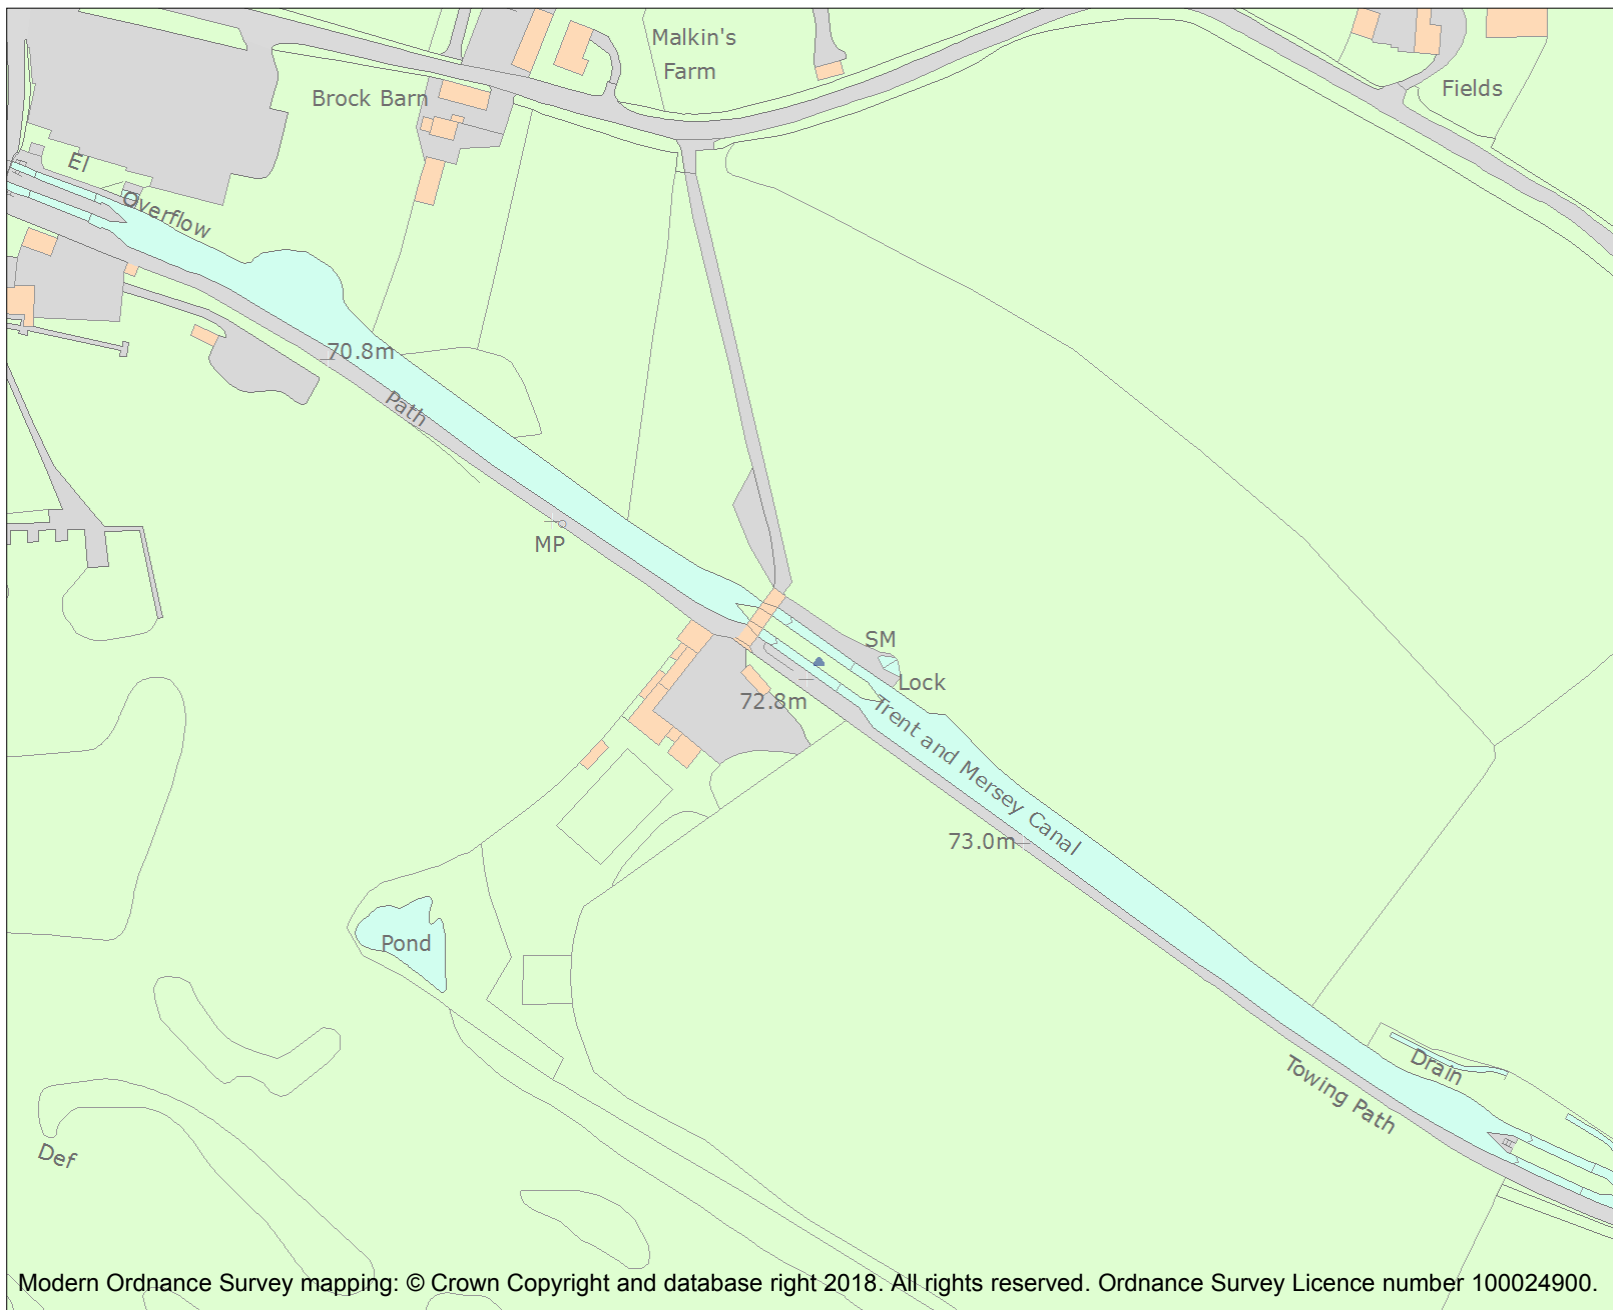 Malkin's
Farm
Brock Barn
Fields
El
Overflow
70.8m
Path
MP
SM
Lock
72.8m
Trent and Mersey Canal
73.0m
Pond
Drain
Towing Path
Def
Modern Ordnance Survey mapping: © Crown Copyright and database right 2018. All rights reserved. Ordnance Survey Licence number 100024900.